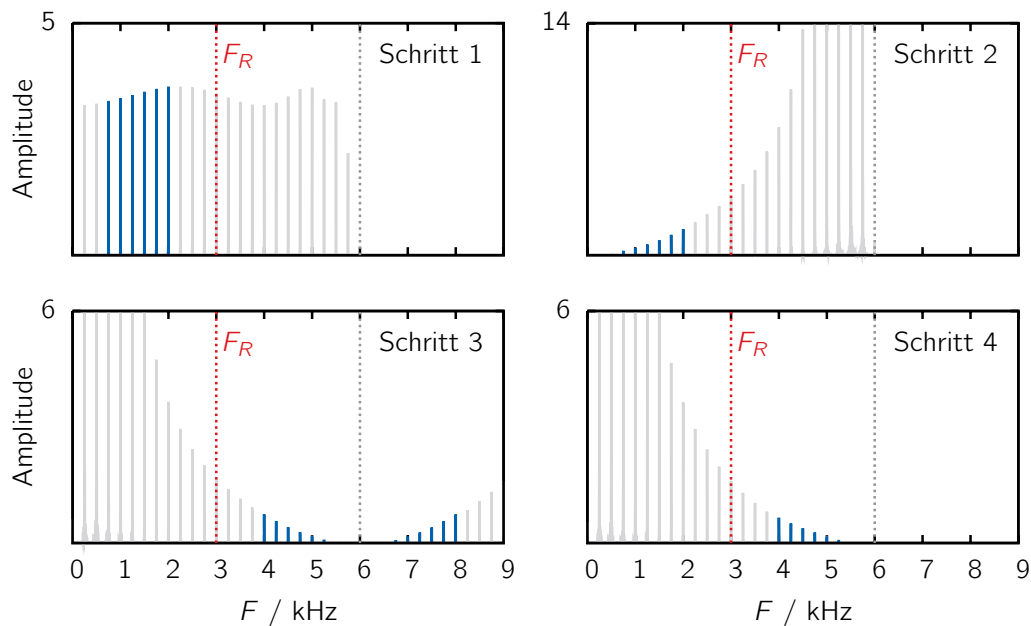 5
Amplitude
F_R
Schritt 1
14
F_R
Schritt 2
6
Amplitude
F_R
Schritt 3
0 1 2 3 4 5 6 7 8 9
F / kHz
6
F_R
Schritt 4
0 1 2 3 4 5 6 7 8 9
F / kHz